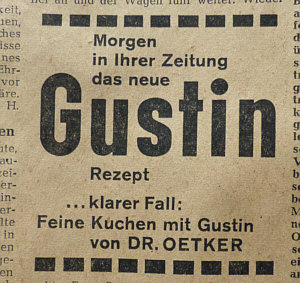 Morgen
in Ihrer Zeitung
das neue
Gustin
Rezept
...klarer Fall:
Feine Kuchen mit Gustin
von DR. OETKER